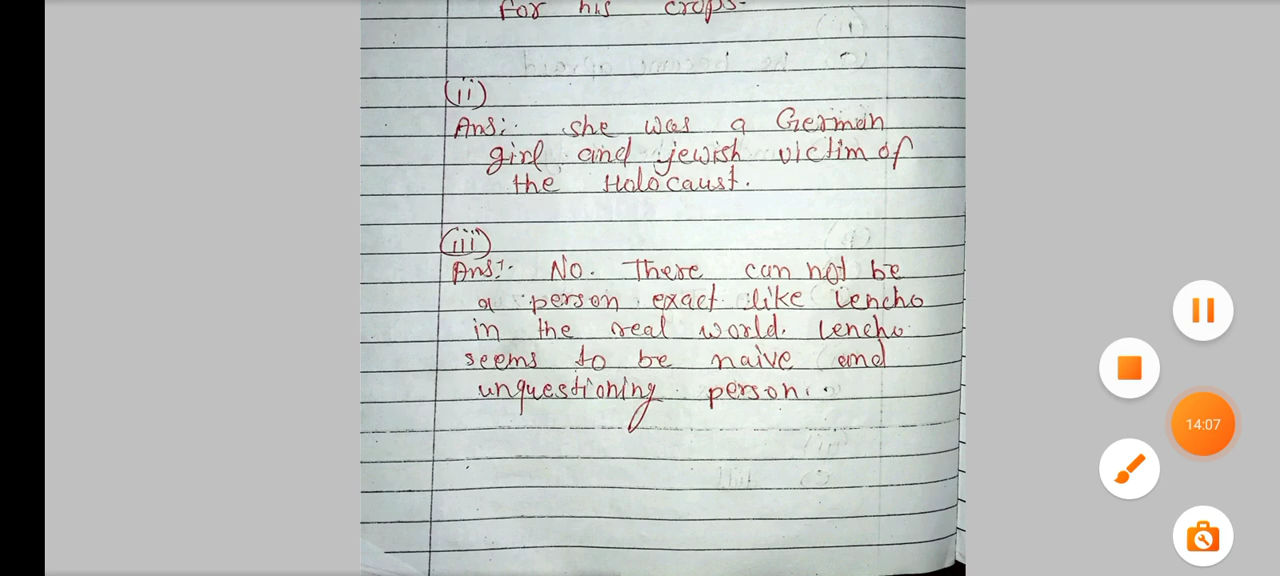 for his crops-
(ii)
Ans:- she was a German
girl and jewish victim of
the Holocaust.
(iii)
Ans:- No. There can not be
a person exact like Lencho
in the real world. Lencho
seems to be naive and
unquestioning person.
14:07